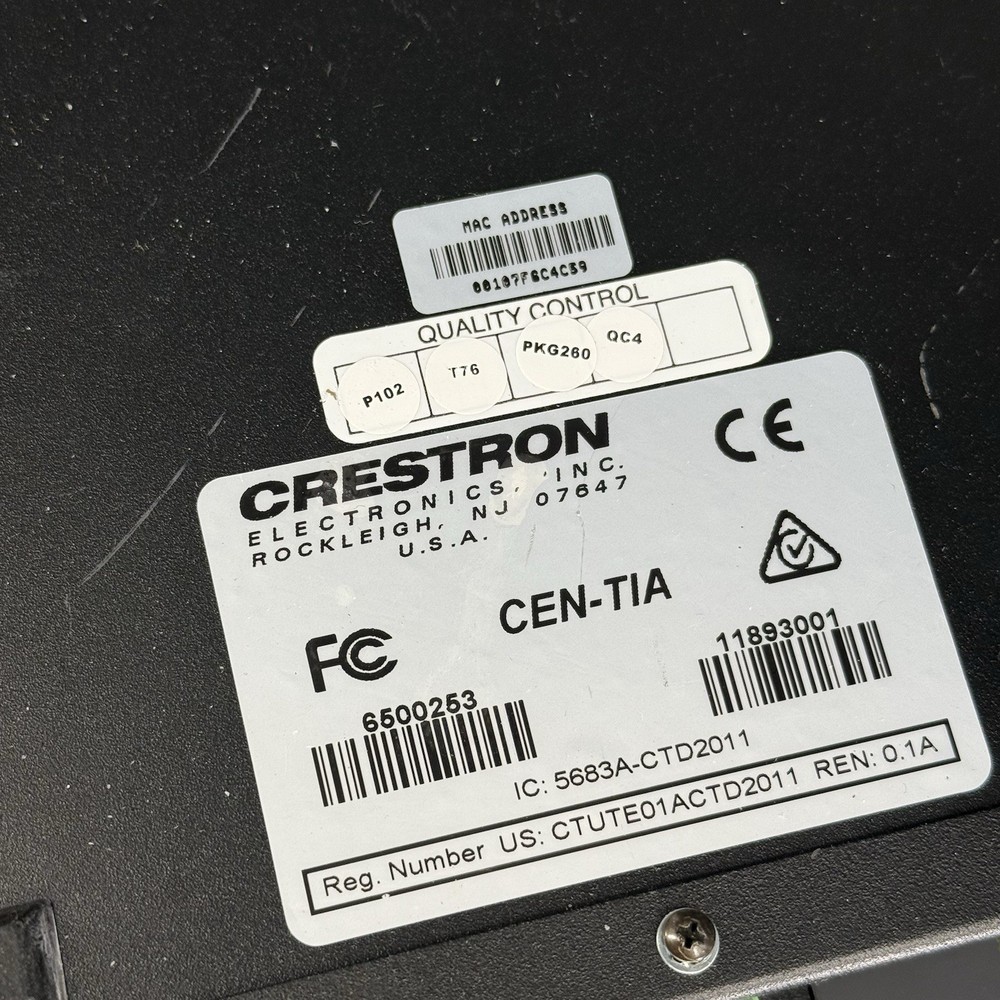 MAC ADDRESS
QUALITY CONTROL
P102 T76 PKG260 QC4
CRESTRON
ELECTRONICS, INC.
ROCKLEIGH, NJ 07647
U.S.A.
CE
CEN-TIA
FC
11893001
6500253
IC: 5683A-CTD2011
Reg. Number US: CTUTE01ACTD2011 REN: 0.1A